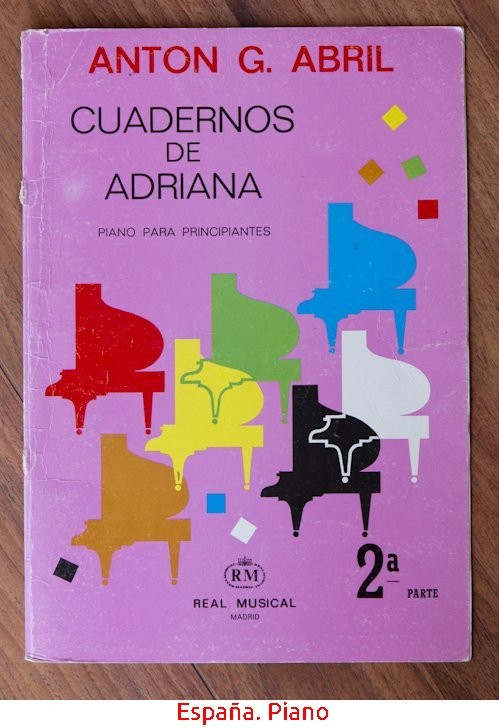 ANTON G. ABRIL
CUADERNOS
DE
ADRIANA
PIANO PARA PRINCIPIANTES
2a
PARTE
RM
REAL MUSICAL
MADRID
España. Piano